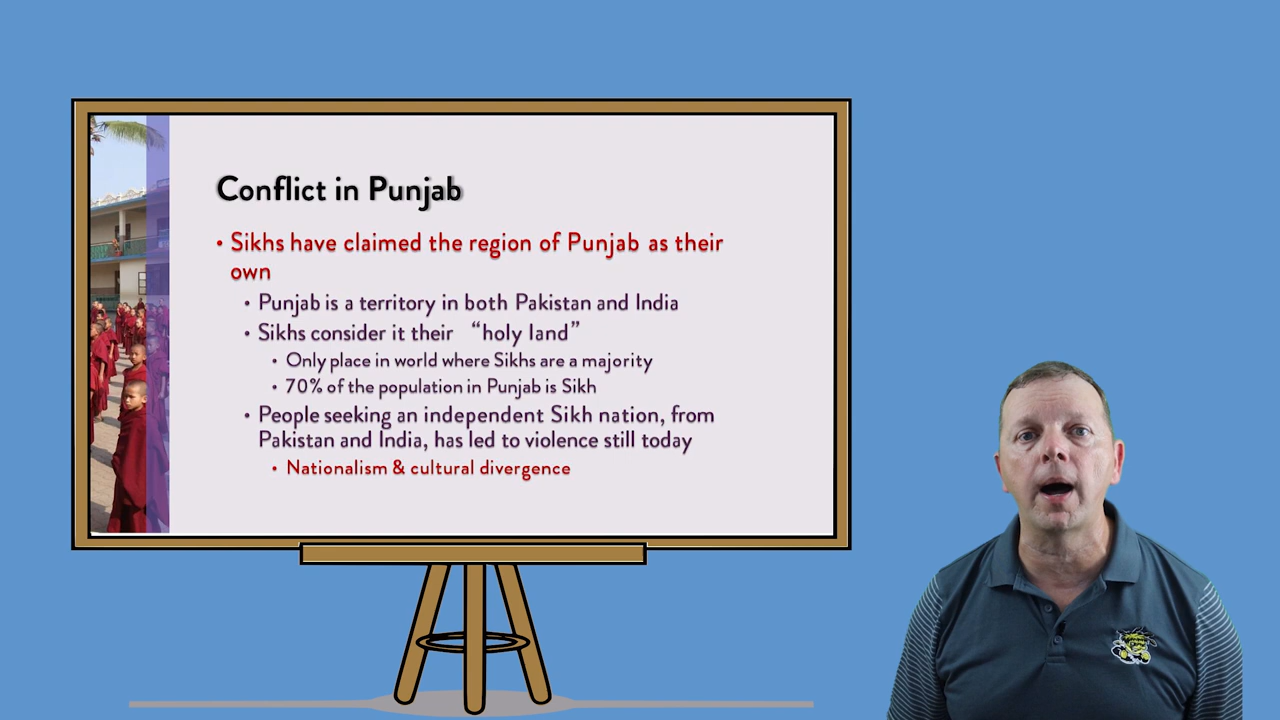 Conflict in Punjab
• Sikhs have claimed the region of Punjab as their
own
• Punjab is a territory in both Pakistan and India
• Sikhs consider it their “holy land”
• Only place in world where Sikhs are a majority
• 70% of the population in Punjab is Sikh
• People seeking an independent Sikh nation, from
Pakistan and India, has led to violence still today
• Nationalism & cultural divergence